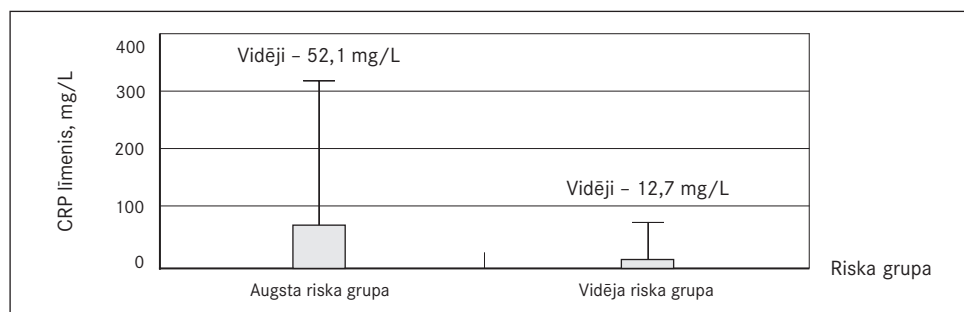 400
Vidēji – 52,1 mg/L
300
200
Vidēji – 12,7 mg/L
100
0
CRP līmenis, mg/L
Riska grupa
Augsta riska grupa
Vidēja riska grupa